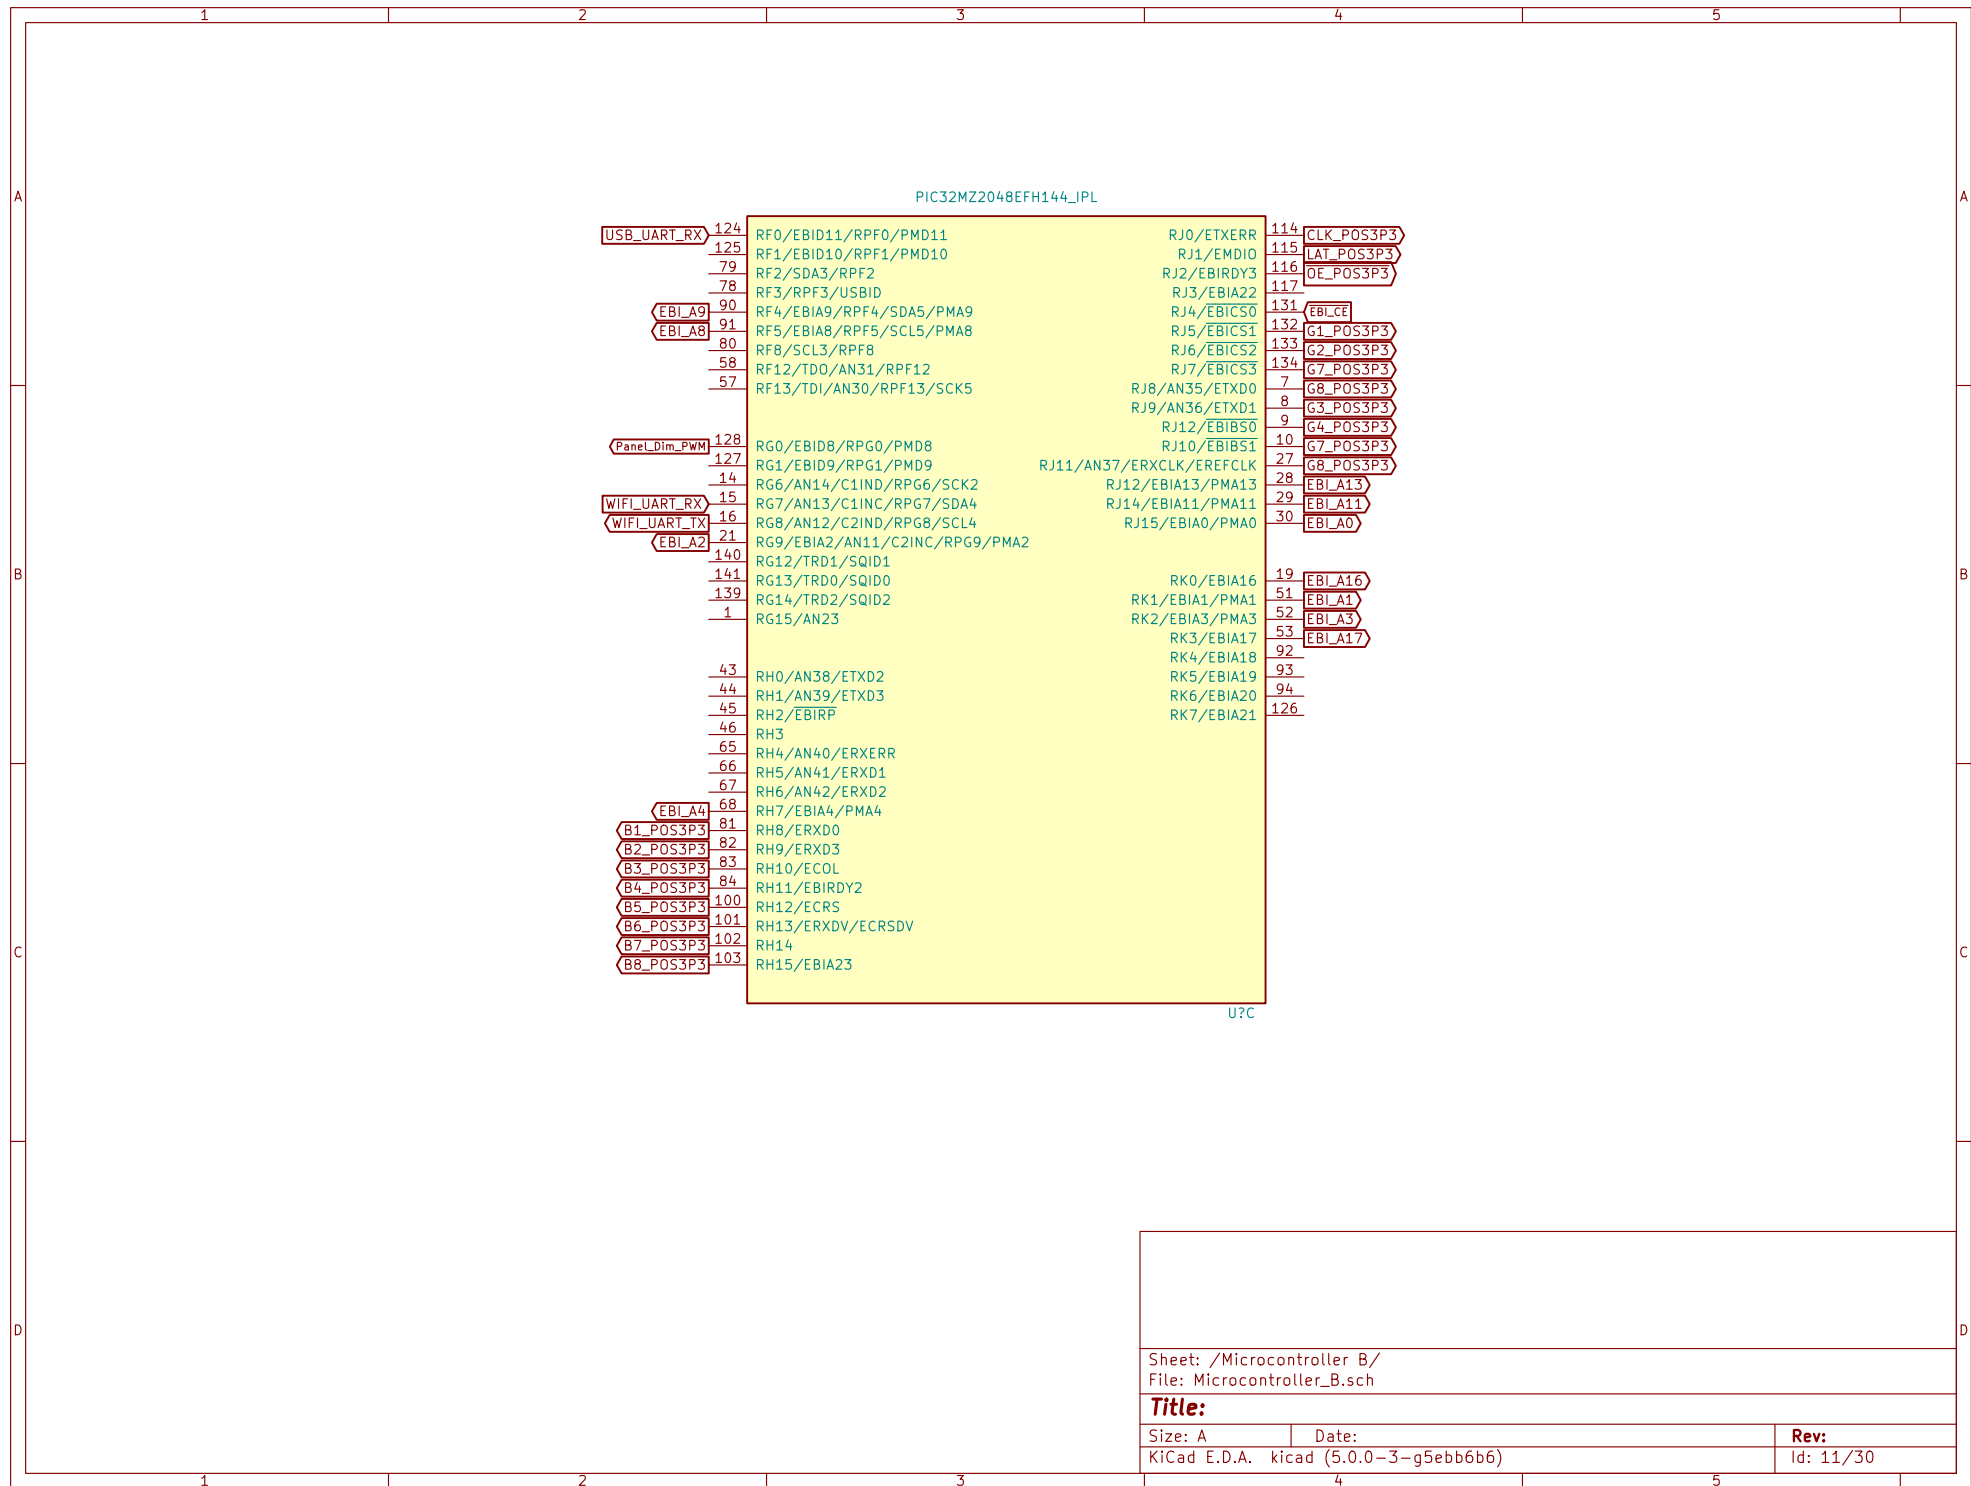 1 2 3 4 5
A A
PIC32MZ2048EFH144_IPL
USB_UART_RX 124 RF0/EBID11/RPF0/PMD11 RJ0/ETXERR 114 CLK_POS3P3
125 RF1/EBID10/RPF1/PMD10 RJ1/EMDIO 115 LAT_POS3P3
79 RF2/SDA3/RPF2 RJ2/EBIRDY3 116 OE_POS3P3
78 RF3/RPF3/USBID RJ3/EBIA22 117
EBI_A9 90 RF4/EBIA9/RPF4/SDA5/PMA9 RJ4/EBICS0 131 EBI_CE
EBI_A8 91 RF5/EBIA8/RPF5/SCL5/PMA8 RJ5/EBICS1 132 G1_POS3P3
80 RF8/SCL3/RPF8 RJ6/EBICS2 133 G2_POS3P3
58 RF12/TDO/AN31/RPF12 RJ7/EBICS3 134 G7_POS3P3
57 RF13/TDI/AN30/RPF13/SCK5 RJ8/AN35/ETXD0 7 G8_POS3P3
RJ9/AN36/ETXD1 8 G3_POS3P3
RJ12/EBIBS0 9 G4_POS3P3
Panel_Dim_PWM 128 RG0/EBID8/RPG0/PMD8 RJ10/EBIBS1 10 G7_POS3P3
127 RG1/EBID9/RPG1/PMD9 RJ11/AN37/ERXCLK/EREFCLK 27 G8_POS3P3
14 RG6/AN14/C1IND/RPG6/SCK2 RJ12/EBIA13/PMA13 28 EBI_A13
WIFI_UART_RX 15 RG7/AN13/C1INC/RPG7/SDA4 RJ14/EBIA11/PMA11 29 EBI_A11
WIFI_UART_TX 16 RG8/AN12/C2IND/RPG8/SCL4 RJ15/EBIA0/PMA0 30 EBI_A0
EBI_A2 21 RG9/EBIA2/AN11/C2INC/RPG9/PMA2
140 RG12/TRD1/SQID1
B 141 RG13/TRD0/SQID0 RK0/EBIA16 19 EBI_A16 B
139 RG14/TRD2/SQID2 RK1/EBIA1/PMA1 51 EBI_A1
1 RG15/AN23 RK2/EBIA3/PMA3 52 EBI_A3
RK3/EBIA17 53 EBI_A17
RK4/EBIA18 92
43 RH0/AN38/ETXD2 RK5/EBIA19 93
44 RH1/AN39/ETXD3 RK6/EBIA20 94
45 RH2/EBIRP RK7/EBIA21 126
46 RH3
65 RH4/AN40/ERXERR
66 RH5/AN41/ERXD1
67 RH6/AN42/ERXD2
EBI_A4 68 RH7/EBIA4/PMA4
B1_POS3P3 81 RH8/ERXD0
B2_POS3P3 82 RH9/ERXD3
B3_POS3P3 83 RH10/ECOL
B4_POS3P3 84 RH11/EBIRDY2
B5_POS3P3 100 RH12/ECRS
B6_POS3P3 101 RH13/ERXDV/ECRSDV
C B7_POS3P3 102 RH14 C
B8_POS3P3 103 RH15/EBIA23
U?C
D D
Sheet: /Microcontroller B/
File: Microcontroller_B.sch
Title:
Size: A Date: Rev:
KiCad E.D.A. kicad (5.0.0-3-g5ebb6b6) Id: 11/30
1 2 3 4 5